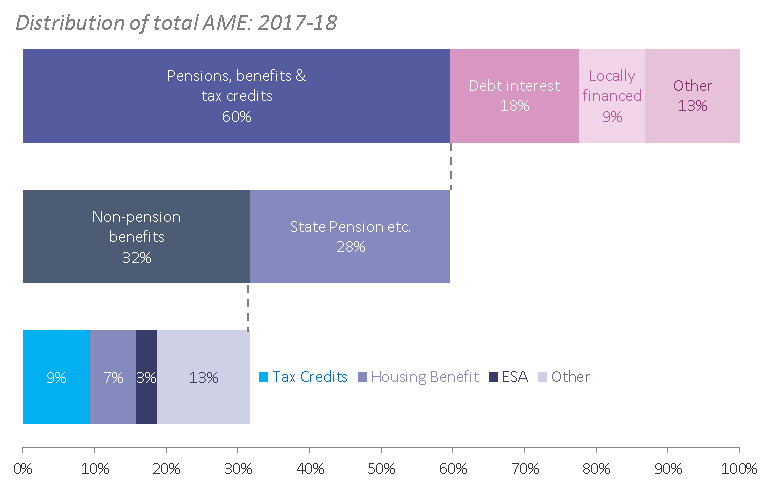 Distribution of total AME: 2017-18
Pensions, benefits &
tax credits
60%
Debt interest
18%
Locally
financed
9%
Other
13%
Non-pension
benefits
32%
State Pension etc.
28%
9%
7%
3%
13%
Tax Credits
Housing Benefit
ESA
Other
0%
10%
20%
30%
40%
50%
60%
70%
80%
90%
100%